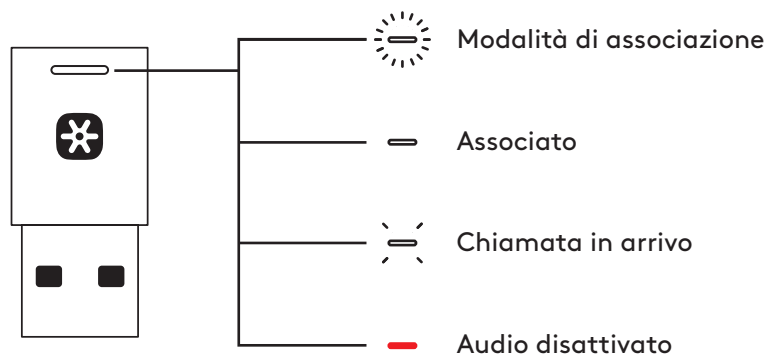 Modalità di associazione
Associato
Chiamata in arrivo
Audio disattivato